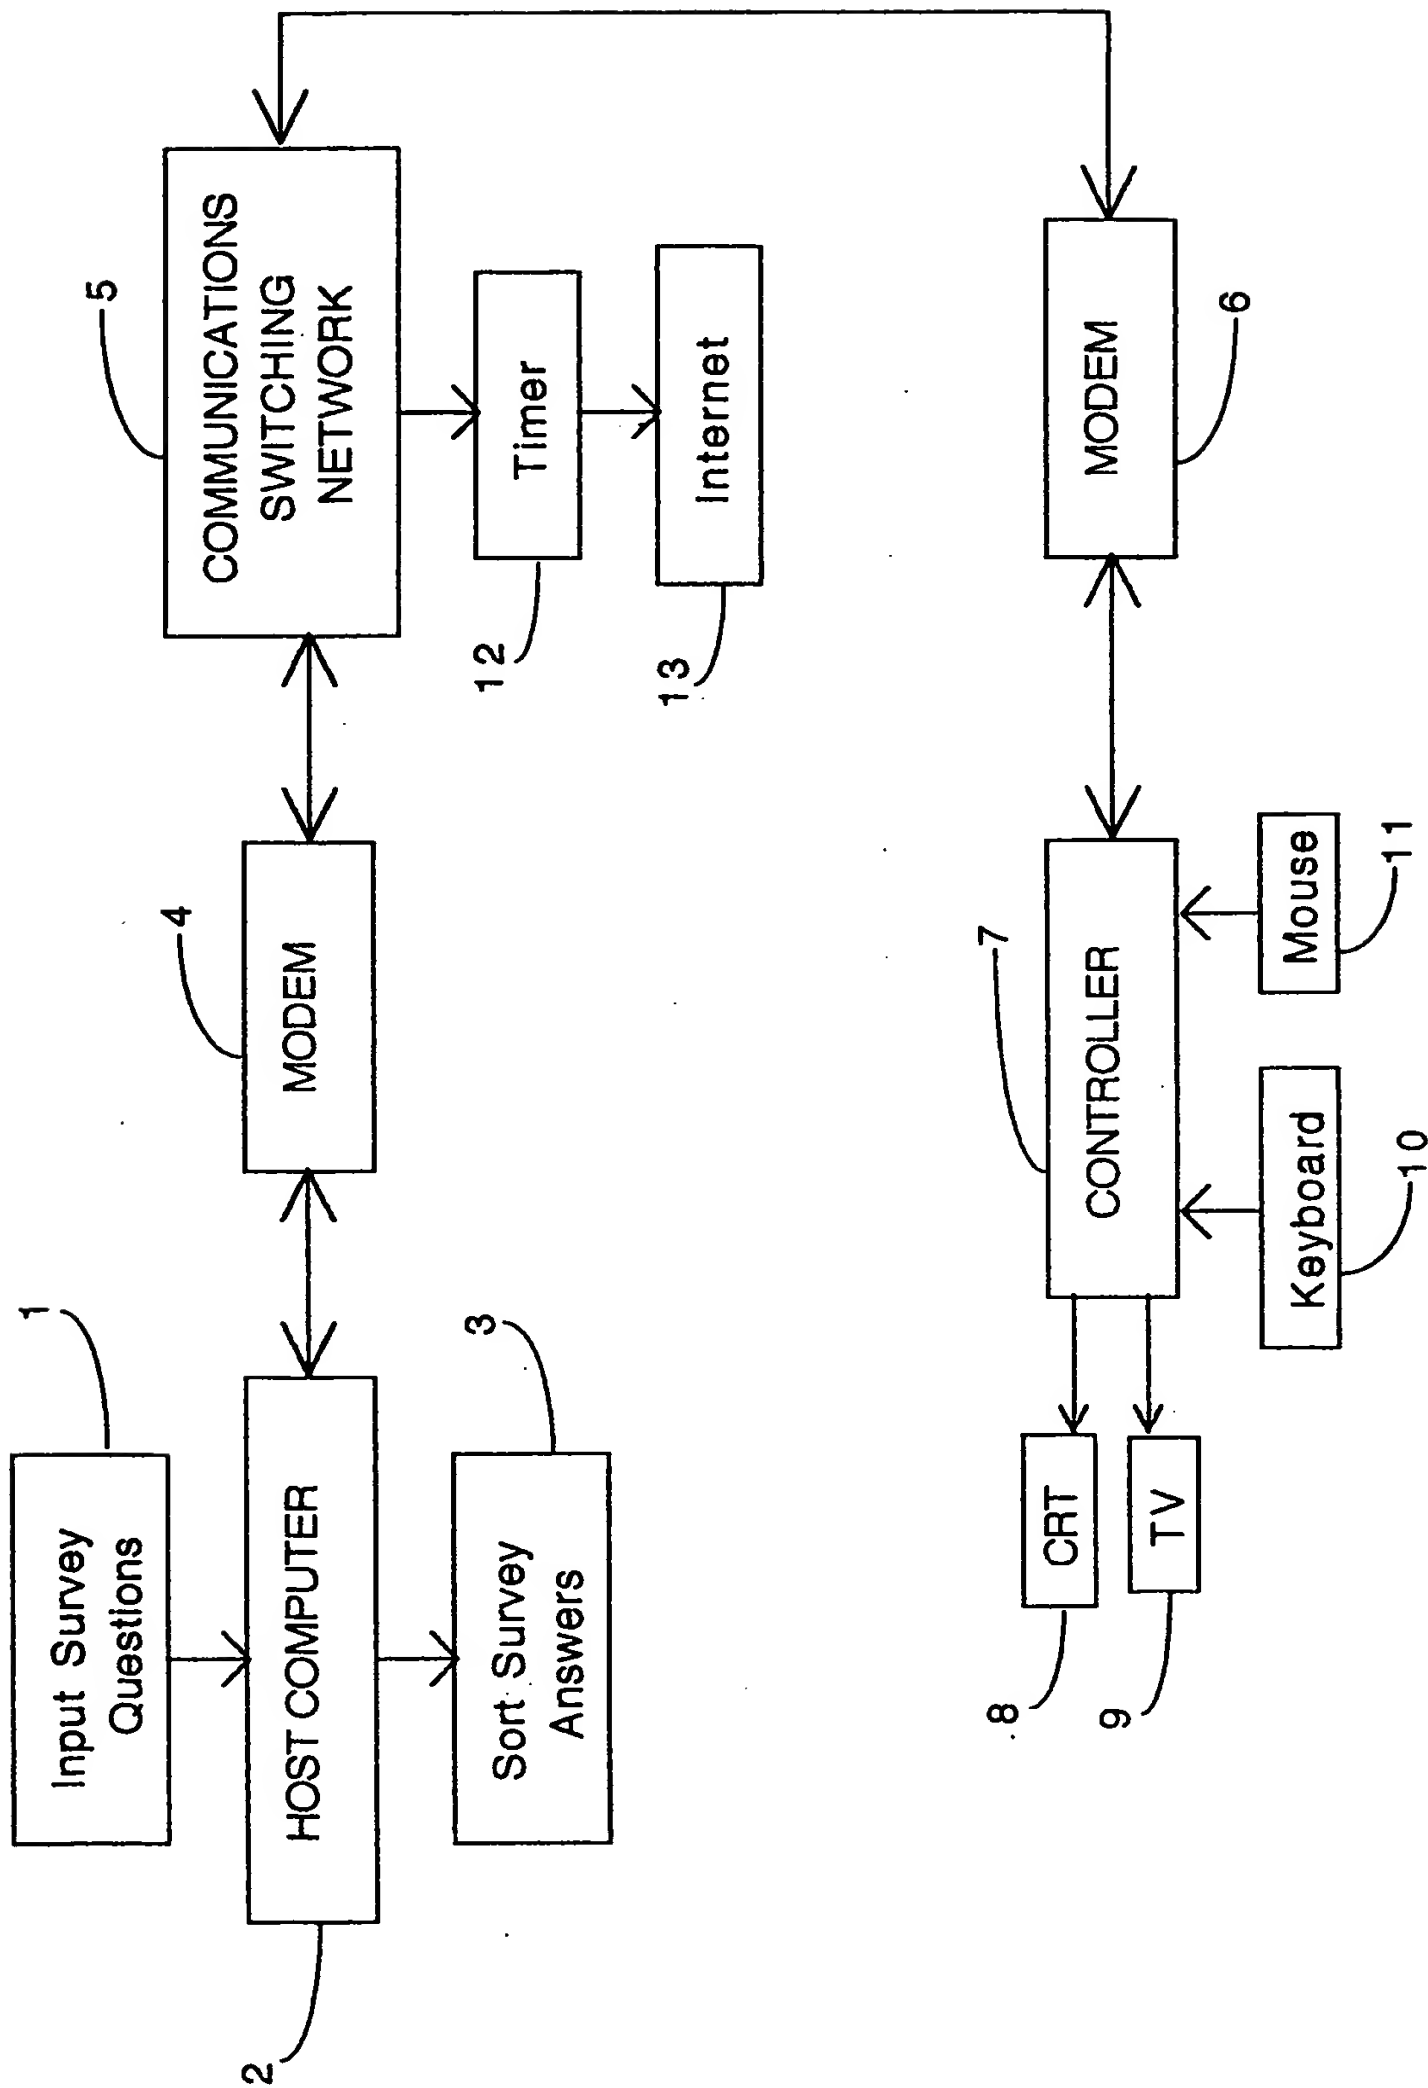 1
Input Survey
Questions
HOST COMPUTER
2
Sort Survey
Answers
3
4
MODEM
5
COMMUNICATIONS
SWITCHING
NETWORK
Timer
12
Internet
13
8
CRT
9
TV
7
CONTROLLER
Keyboard
10
Mouse
11
MODEM
6